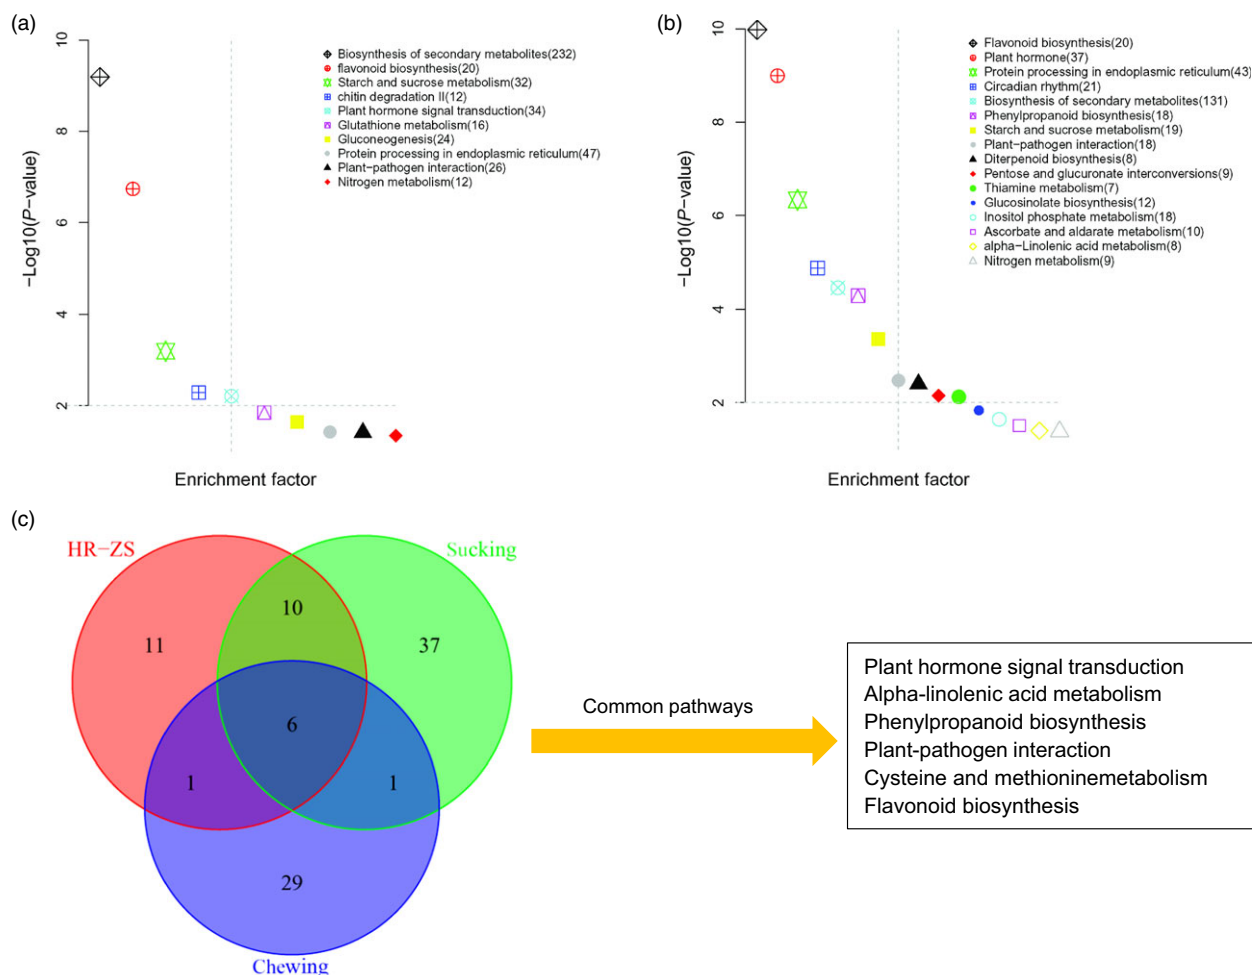 (a)
10
8
6
4
2
−Log10(P−value)
Enrichment factor
Biosynthesis of secondary metabolites(232)
flavonoid biosynthesis(20)
Starch and sucrose metabolism(32)
chitin degradation II(12)
Plant hormone signal transduction(34)
Glutathione metabolism(16)
Gluconeogenesis(24)
Protein processing in endoplasmic reticulum(47)
Plant−pathogen interaction(26)
Nitrogen metabolism(12)
(b)
10
8
6
4
2
−Log10(P−value)
Enrichment factor
Flavonoid biosynthesis(20)
Plant hormone(37)
Protein processing in endoplasmic reticulum(43)
Circadian rhythm(21)
Biosynthesis of secondary metabolites(131)
Phenylpropanoid biosynthesis(18)
Starch and sucrose metabolism(19)
Plant−pathogen interaction(18)
Diterpenoid biosynthesis(8)
Pentose and glucuronate interconversions(9)
Thiamine metabolism(7)
Glucosinolate biosynthesis(12)
Inositol phosphate metabolism(18)
Ascorbate and aldarate metabolism(10)
alpha−Linolenic acid metabolism(8)
Nitrogen metabolism(9)
(c)
HR−ZS
Sucking
10
11
37
6
1
1
29
Chewing
Common pathways
Plant hormone signal transduction
Alpha-linolenic acid metabolism
Phenylpropanoid biosynthesis
Plant-pathogen interaction
Cysteine and methioninemetabolism
Flavonoid biosynthesis